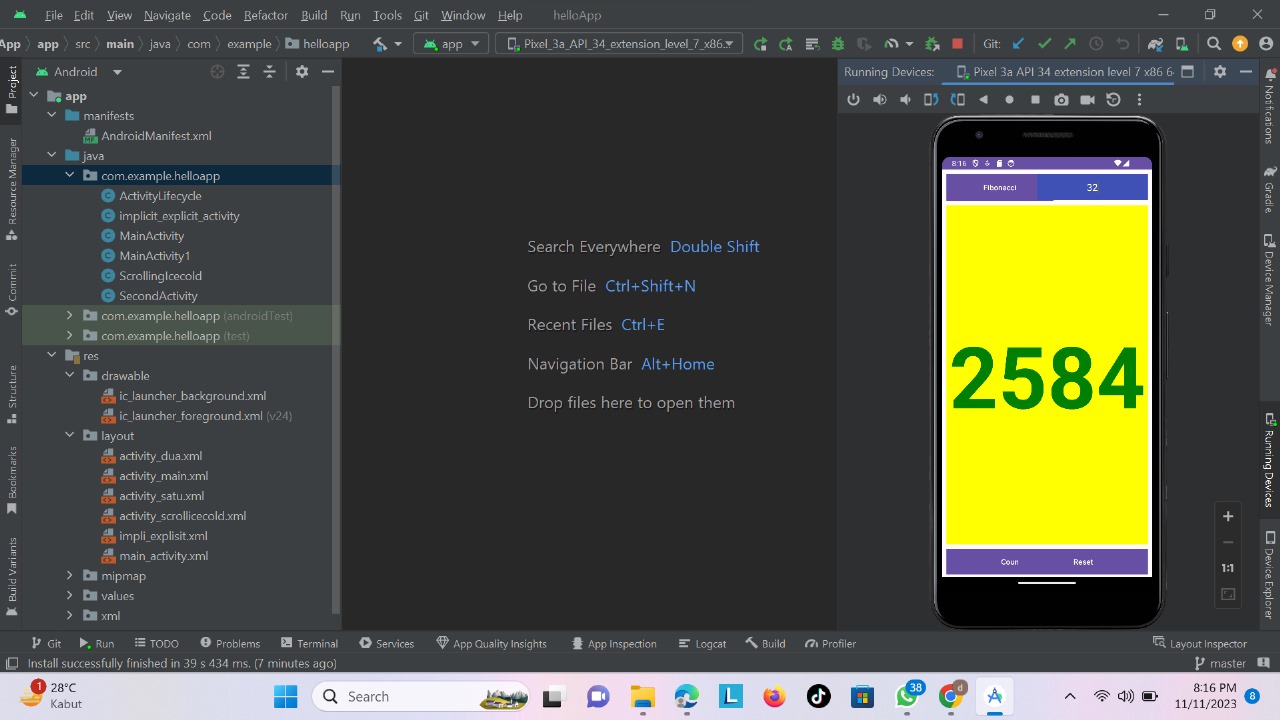 File Edit View Navigate Code Refactor Build Run Tools Git Window Help helloApp
App app src main java com example helloapp app Pixel_3a_API_34_extension_level_7_x86 Git:
Android
Running Devices: Pixel 3a API 34 extension level 7 x86 6
Project
Resource Manager
Commit
Structure
Bookmarks
Build Variants
app
manifests
AndroidManifest.xml
java
com.example.helloapp
ActivityLifecycle
implicit_explicit_activity
MainActivity
MainActivity1
ScrollingIcecold
SecondActivity
com.example.helloapp (androidTest)
com.example.helloapp (test)
res
drawable
ic_launcher_background.xml
ic_launcher_foreground.xml (v24)
layout
activity_dua.xml
activity_main.xml
activity_satu.xml
activity_scrollicecold.xml
impli_explisit.xml
main_activity.xml
mipmap
values
xml
Search Everywhere Double Shift
Go to File Ctrl+Shift+N
Recent Files Ctrl+E
Navigation Bar Alt+Home
Drop files here to open them
8:16
Fibonacci 32
2584
Coun Reset
1:1
Notifications
Gradle
Device Manager
Running Devices
Device Explorer
Git Run TODO Problems Terminal Services App Quality Insights App Inspection Logcat Build Profiler Layout Inspector
Install successfully finished in 39 s 434 ms. (7 minutes ago) master
1 28°C
Kabut
Search
L
38
d
8:16 PM
11/11/2023
8